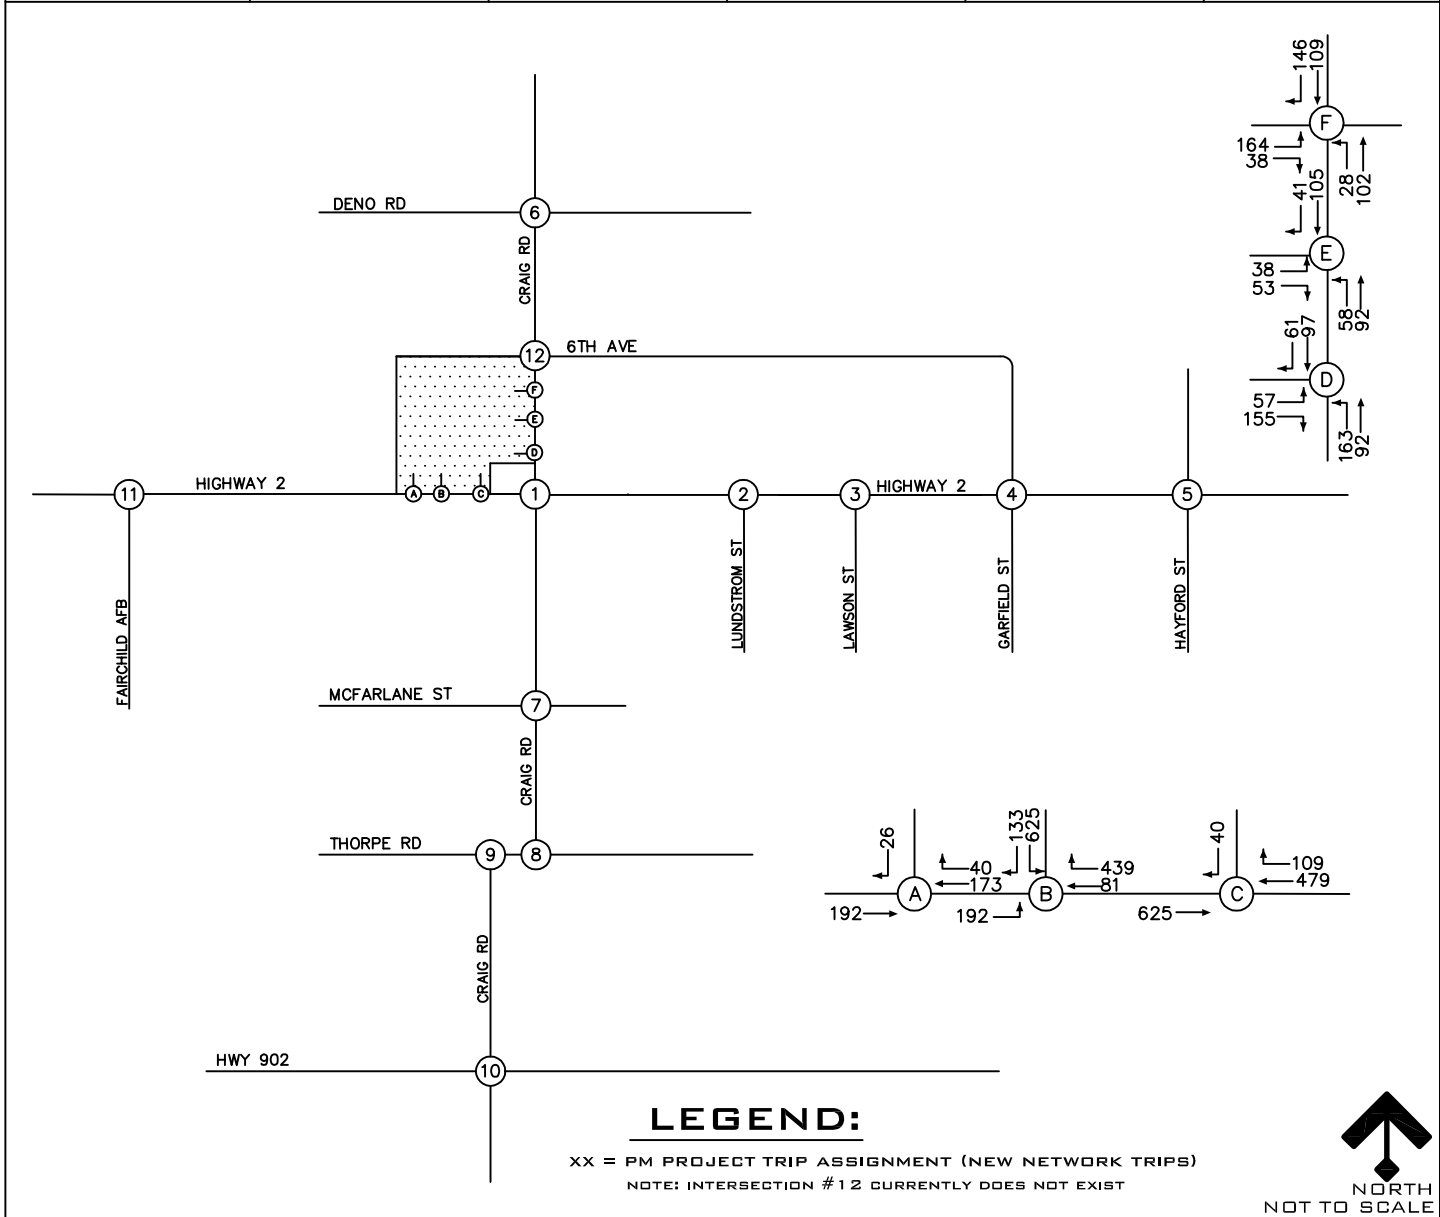 146
109
F
164
38
28
102
41
105
E
38
53
58
92
61
97
D
57
155
163
92
DENO RD
6
CRAIG RD
12
6TH AVE
F
E
D
11
HIGHWAY 2
A
B
C
1
2
3
HIGHWAY 2
4
5
FAIRCHILD AFB
LUNDSTROM ST
LAWSON ST
GARFIELD ST
HAYFORD ST
MCFARLANE ST
7
CRAIG RD
THORPE RD
9
8
26
40
173
A
192
133
625
439
81
B
192
40
109
479
C
625
CRAIG RD
HWY 902
10
LEGEND:
XX = PM PROJECT TRIP ASSIGNMENT (NEW NETWORK TRIPS)
NOTE: INTERSECTION #12 CURRENTLY DOES NOT EXIST
NORTH
NOT TO SCALE